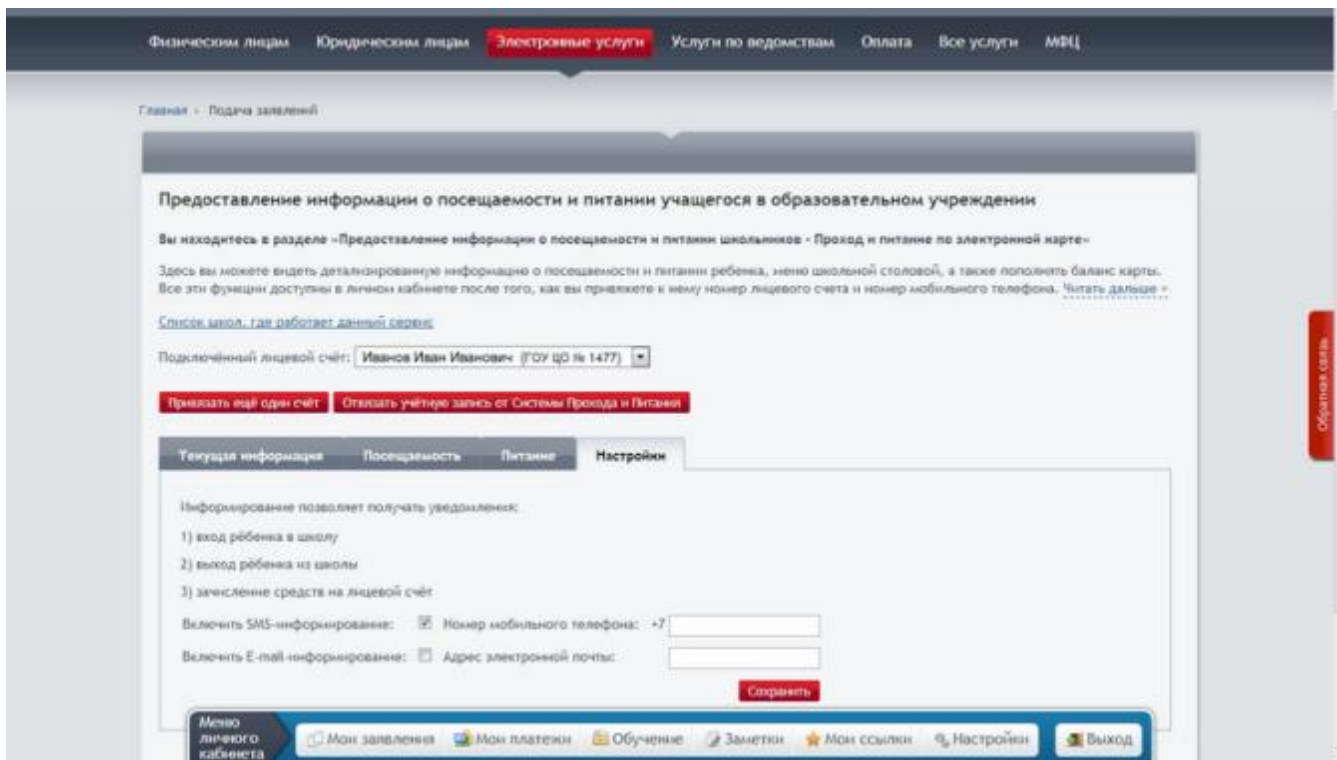 Физическим лицам Юридическим лицам Электронные услуги Услуги по ведомствам Оплата Все услуги МФЦ
Главная » Подача заявлений
Предоставление информации о посещаемости и питании учащегося в образовательном учреждении
Вы находитесь в разделе «Предоставление информации о посещаемости и питании школьников - Проход и питание по электронной карте»
Здесь вы можете видеть детализированную информацию о посещаемости и питании ребенка, меню школьной столовой, а также пополнять баланс карты.
Все эти функции доступны в личном кабинете после того, как вы привяжете к нему номер лицевого счета и номер мобильного телефона. Читать дальше
Список школ, где работает данный сервис
Подключённый лицевой счёт: Иванов Иван Иванович (ГОУ ЦО № 1477)
Привязать ещё один счёт Отвязать учётную запись от Системы Прохода и Питания
Обратная связь
Текущая информация Посещаемость Питание Настройки
Информирование позволяет получать уведомления:
1) вход ребёнка в школу
2) выход ребёнка из школы
3) зачисление средств на лицевой счёт
Включить SMS-информирование: Номер мобильного телефона: +7
Включить E-mail-информирование: Адрес электронной почты:
Сохранить
Меню
личного
кабинета
Мои заявления Мои платежи Обучение Заметки Мои ссылки Настройки Выход